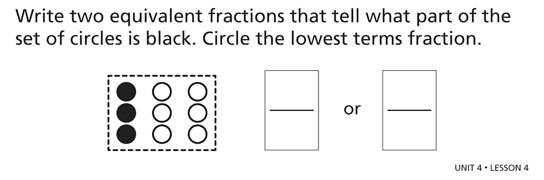 Write two equivalent fractions that tell what part of the
set of circles is black. Circle the lowest terms fraction.
or
UNIT 4 • LESSON 4